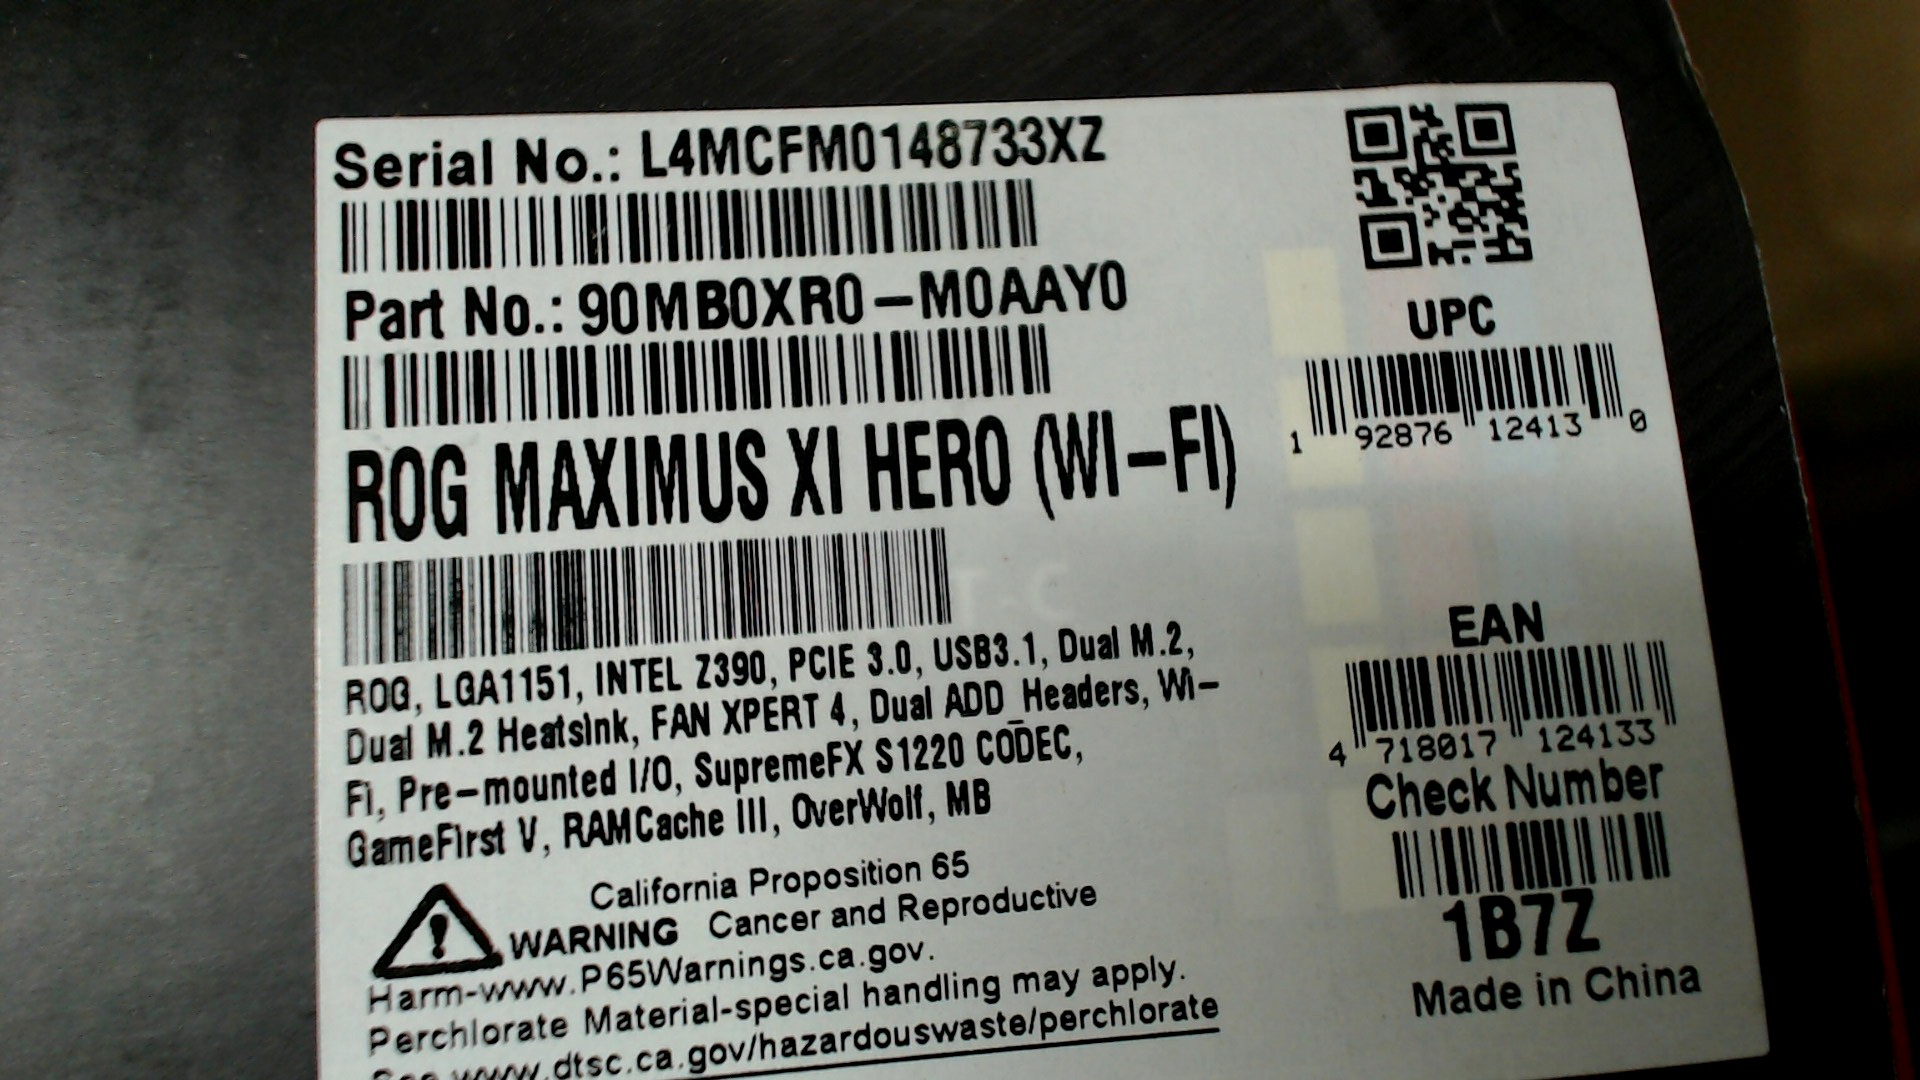 Serial No.: L4MCFM0148733XZ
Part No.: 90MB0XR0-M0AAY0
ROG MAXIMUS XI HERO (WI-FI)
ROG, LGA1151, INTEL Z390, PCIE 3.0, USB3.1, Dual M.2,
Dual M.2 Heatsink, FAN XPERT 4, Dual ADD_Headers, Wi-
Fi, Pre-mounted I/O, SupremeFX S1220 CODEC,
GameFirst V, RAMCache III, OverWolf, MB
California Proposition 65
WARNING Cancer and Reproductive
Harm-www.P65Warnings.ca.gov.
Perchlorate Material-special handling may apply.
See www.dtsc.ca.gov/hazardouswaste/perchlorate
UPC
1 92876 12413 0
EAN
4 718017 124133
Check Number
1B7Z
Made in China